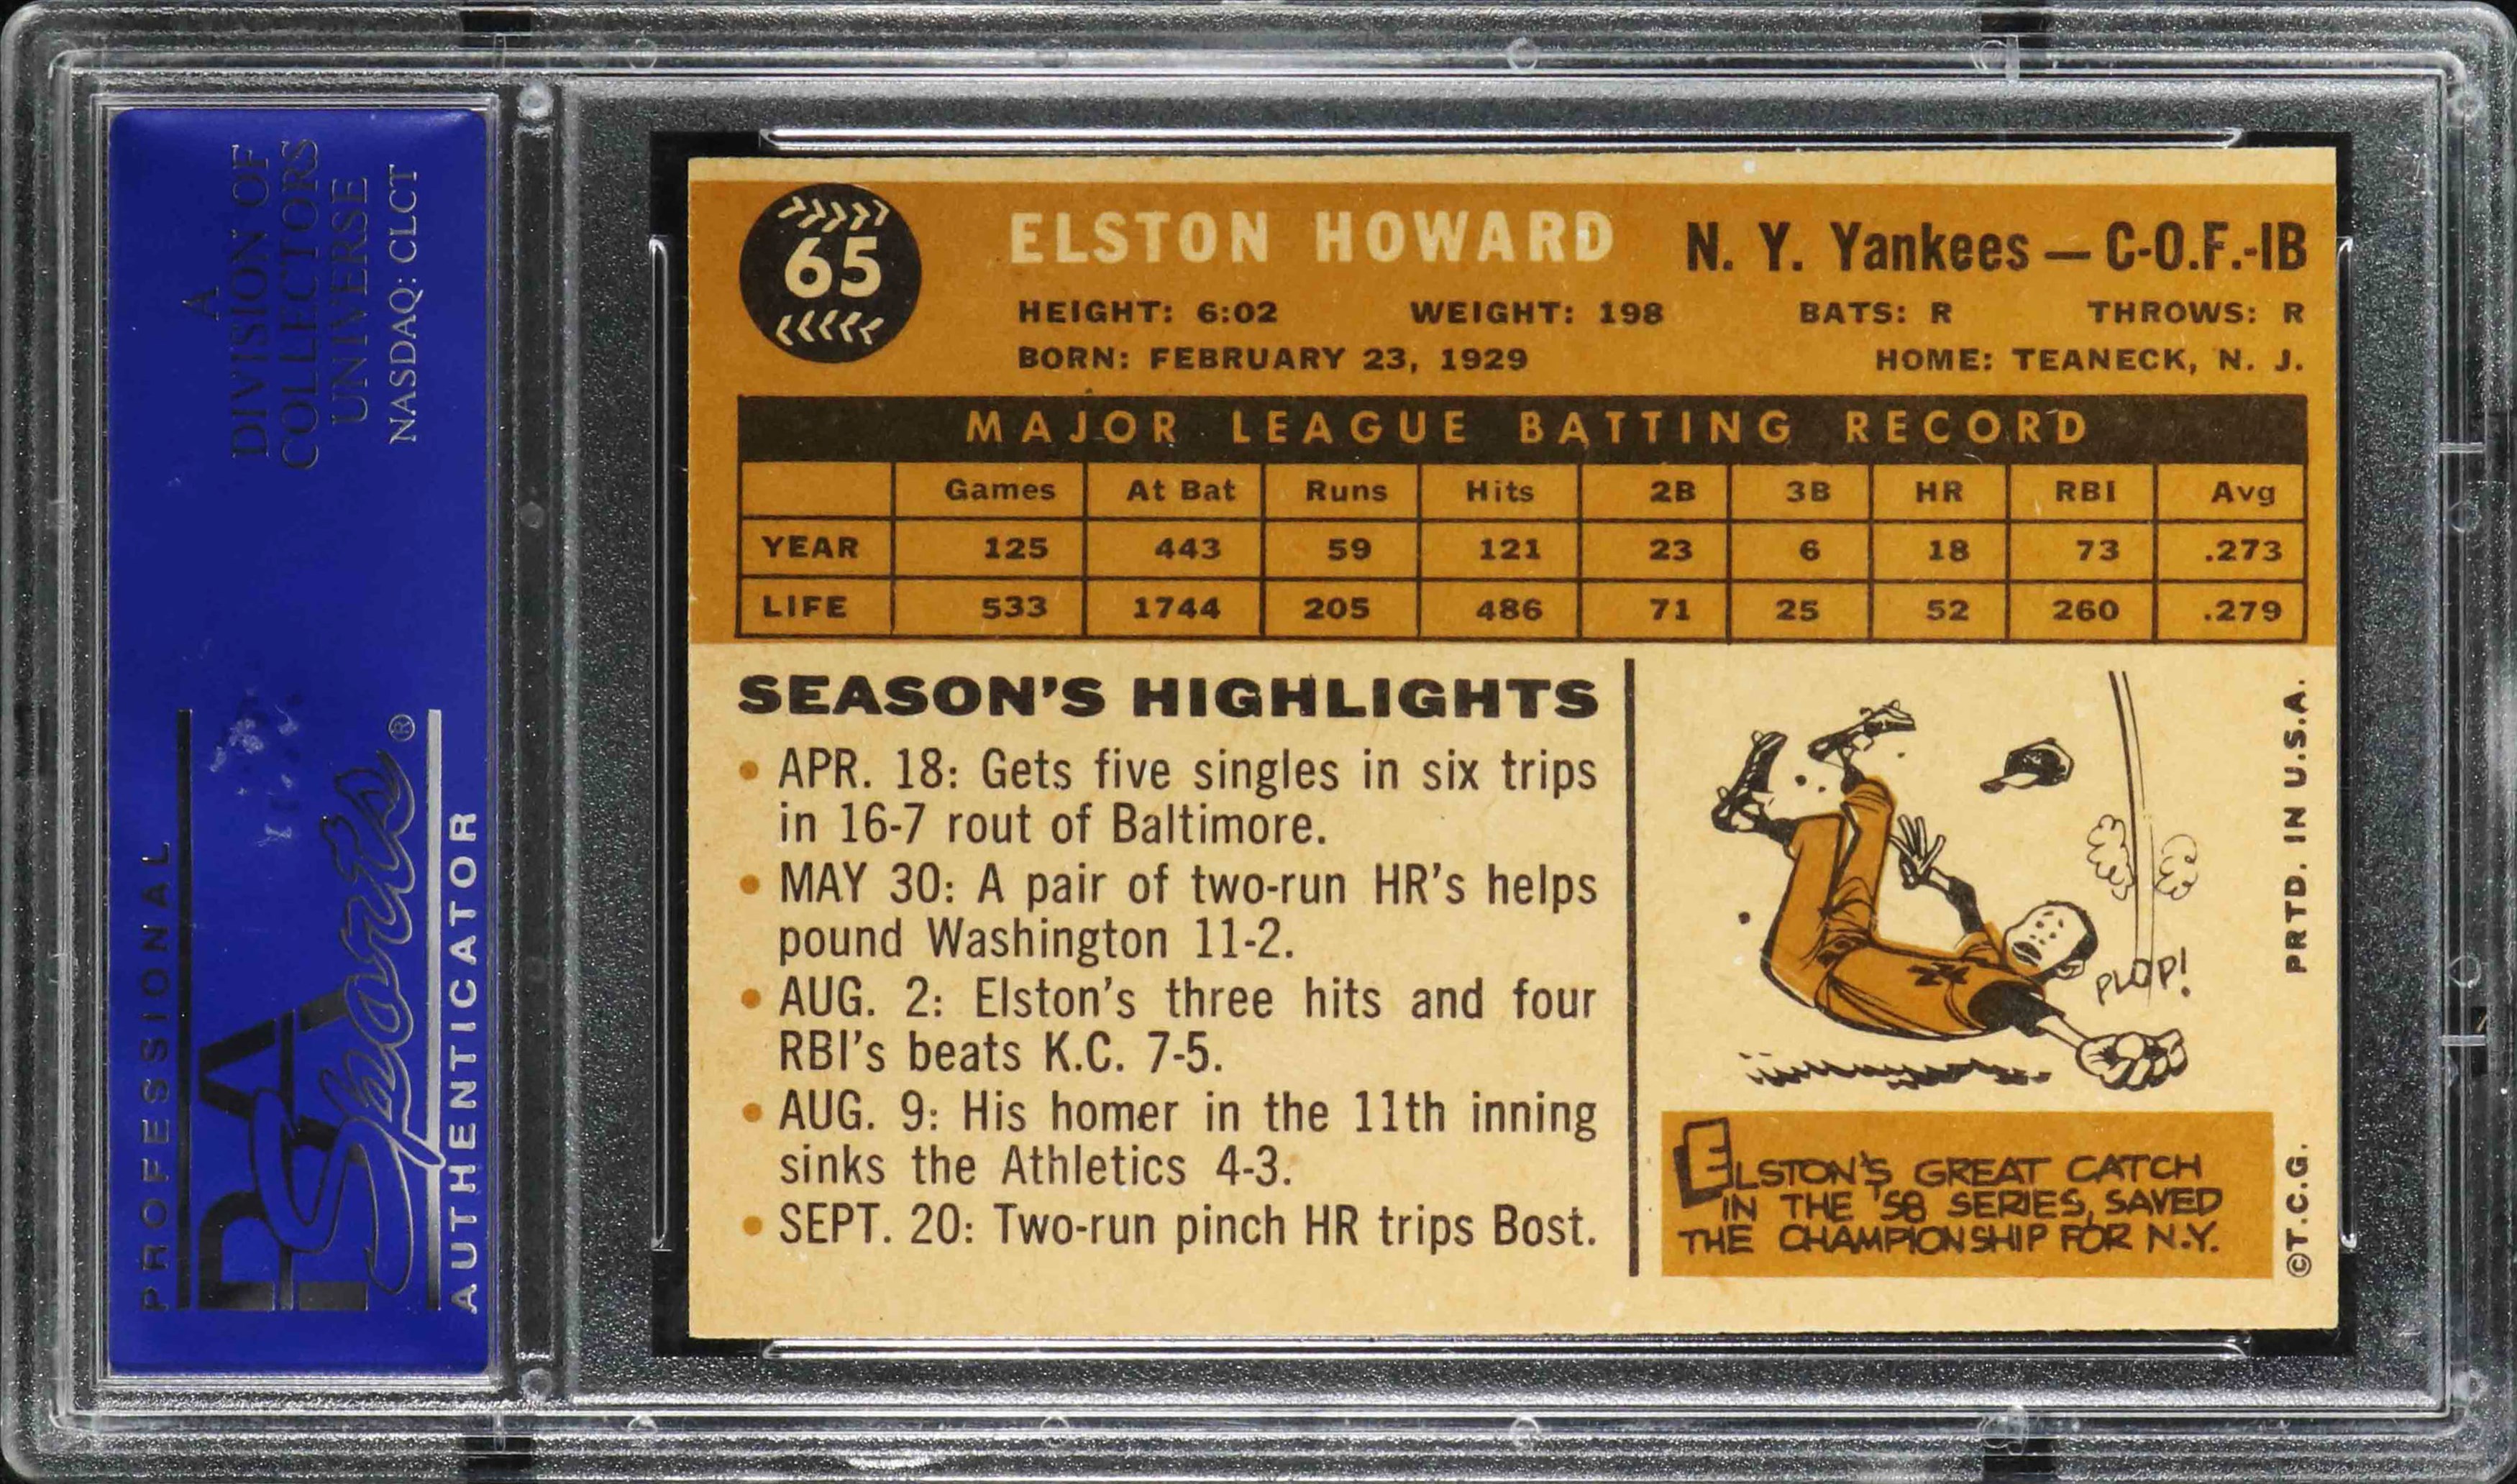 A
DIVISION OF
COLLECTORS
UNIVERSE
NASDAQ: CLCT
PROFESSIONAL
PSA
Sports®
AUTHENTICATOR
65
ELSTON HOWARD
N. Y. Yankees — C-O.F.-IB
HEIGHT: 6:02 WEIGHT: 198 BATS: R THROWS: R
BORN: FEBRUARY 23, 1929 HOME: TEANECK, N. J.
MAJOR LEAGUE BATTING RECORD
Games At Bat Runs Hits 2B 3B HR RBI Avg
YEAR 125 443 59 121 23 6 18 73 .273
LIFE 533 1744 205 486 71 25 52 260 .279
SEASON'S HIGHLIGHTS
• APR. 18: Gets five singles in six trips
in 16-7 rout of Baltimore.
• MAY 30: A pair of two-run HR's helps
pound Washington 11-2.
• AUG. 2: Elston's three hits and four
RBI's beats K.C. 7-5.
• AUG. 9: His homer in the 11th inning
sinks the Athletics 4-3.
• SEPT. 20: Two-run pinch HR trips Bost.
PLOP!
ELSTON'S GREAT CATCH
IN THE '58 SERIES, SAVED
THE CHAMPIONSHIP FOR N.Y.
PRTD. IN U.S.A.
©T.C.G.